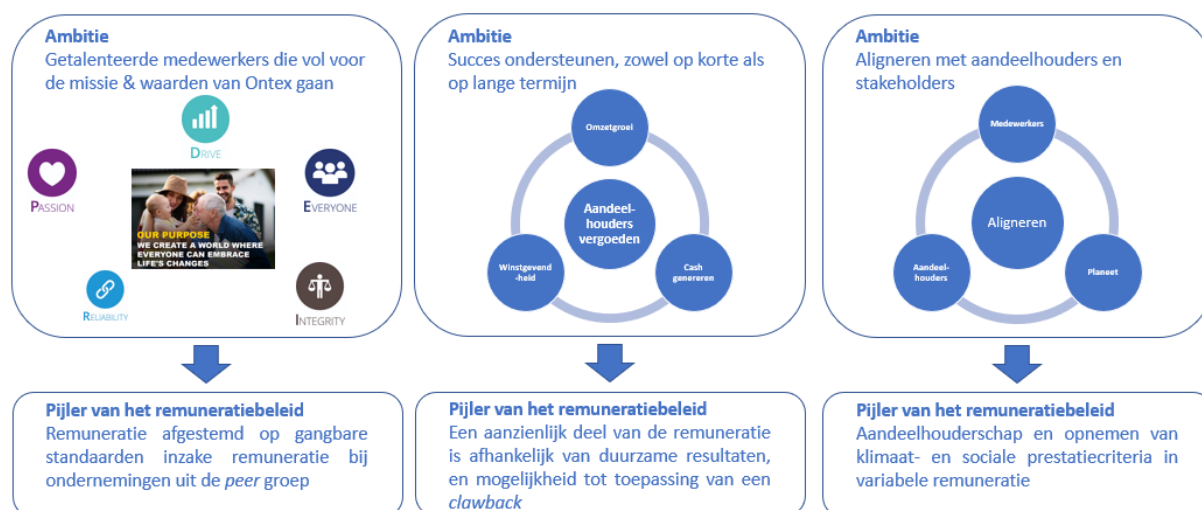 Ambitie
Getalenteerde medewerkers die vol voor
de missie & waarden van Ontex gaan
DRIVE
PASSION
EVERYONE
OUR PURPOSE
WE CREATE A WORLD WHERE
EVERYONE CAN EMBRACE
LIFE'S CHANGES
RELIABILITY
INTEGRITY
Pijler van het remuneratiebeleid
Remuneratie afgestemd op gangbare
standaarden inzake remuneratie bij
ondernemingen uit de peer groep
Ambitie
Succes ondersteunen, zowel op korte als
op lange termijn
Omzetgroei
Aandeel-
houders
vergoeden
Winstgevend
-heid
Cash
genereren
Pijler van het remuneratiebeleid
Een aanzienlijk deel van de remuneratie
is afhankelijk van duurzame resultaten,
en mogelijkheid tot toepassing van een
clawback
Ambitie
Aligneren met aandeelhouders en
stakeholders
Medewerkers
Aligneren
Aandeel-
houders
Planeet
Pijler van het remuneratiebeleid
Aandeelhouderschap en opnemen van
klimaat- en sociale prestatiecriteria in
variabele remuneratie